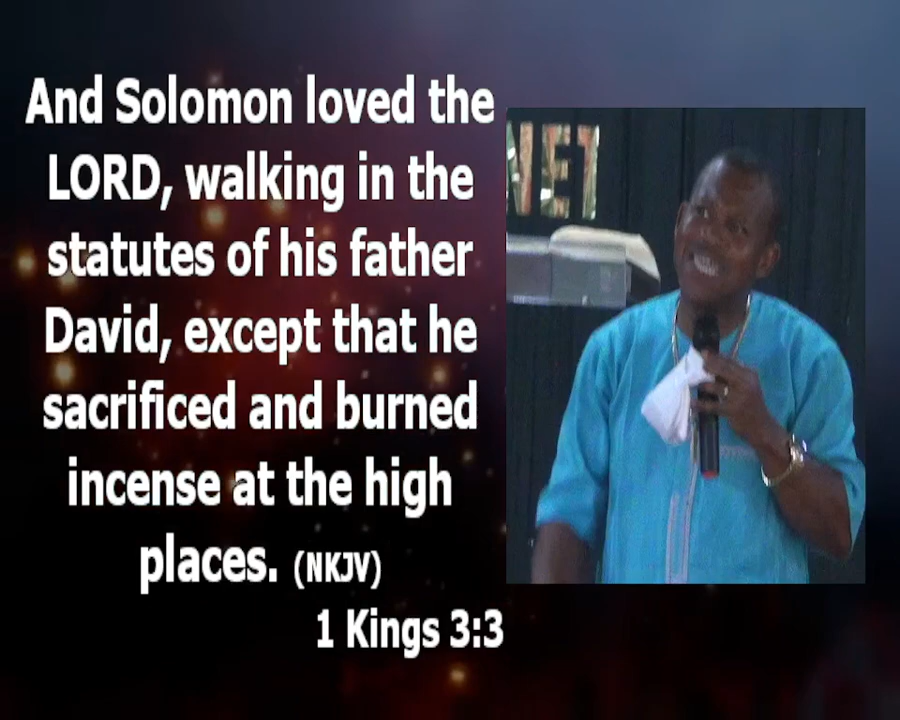 And Solomon loved the
LORD, walking in the
statutes of his father
David, except that he
sacrificed and burned
incense at the high
places. (NKJV)
1 Kings 3:3
NET